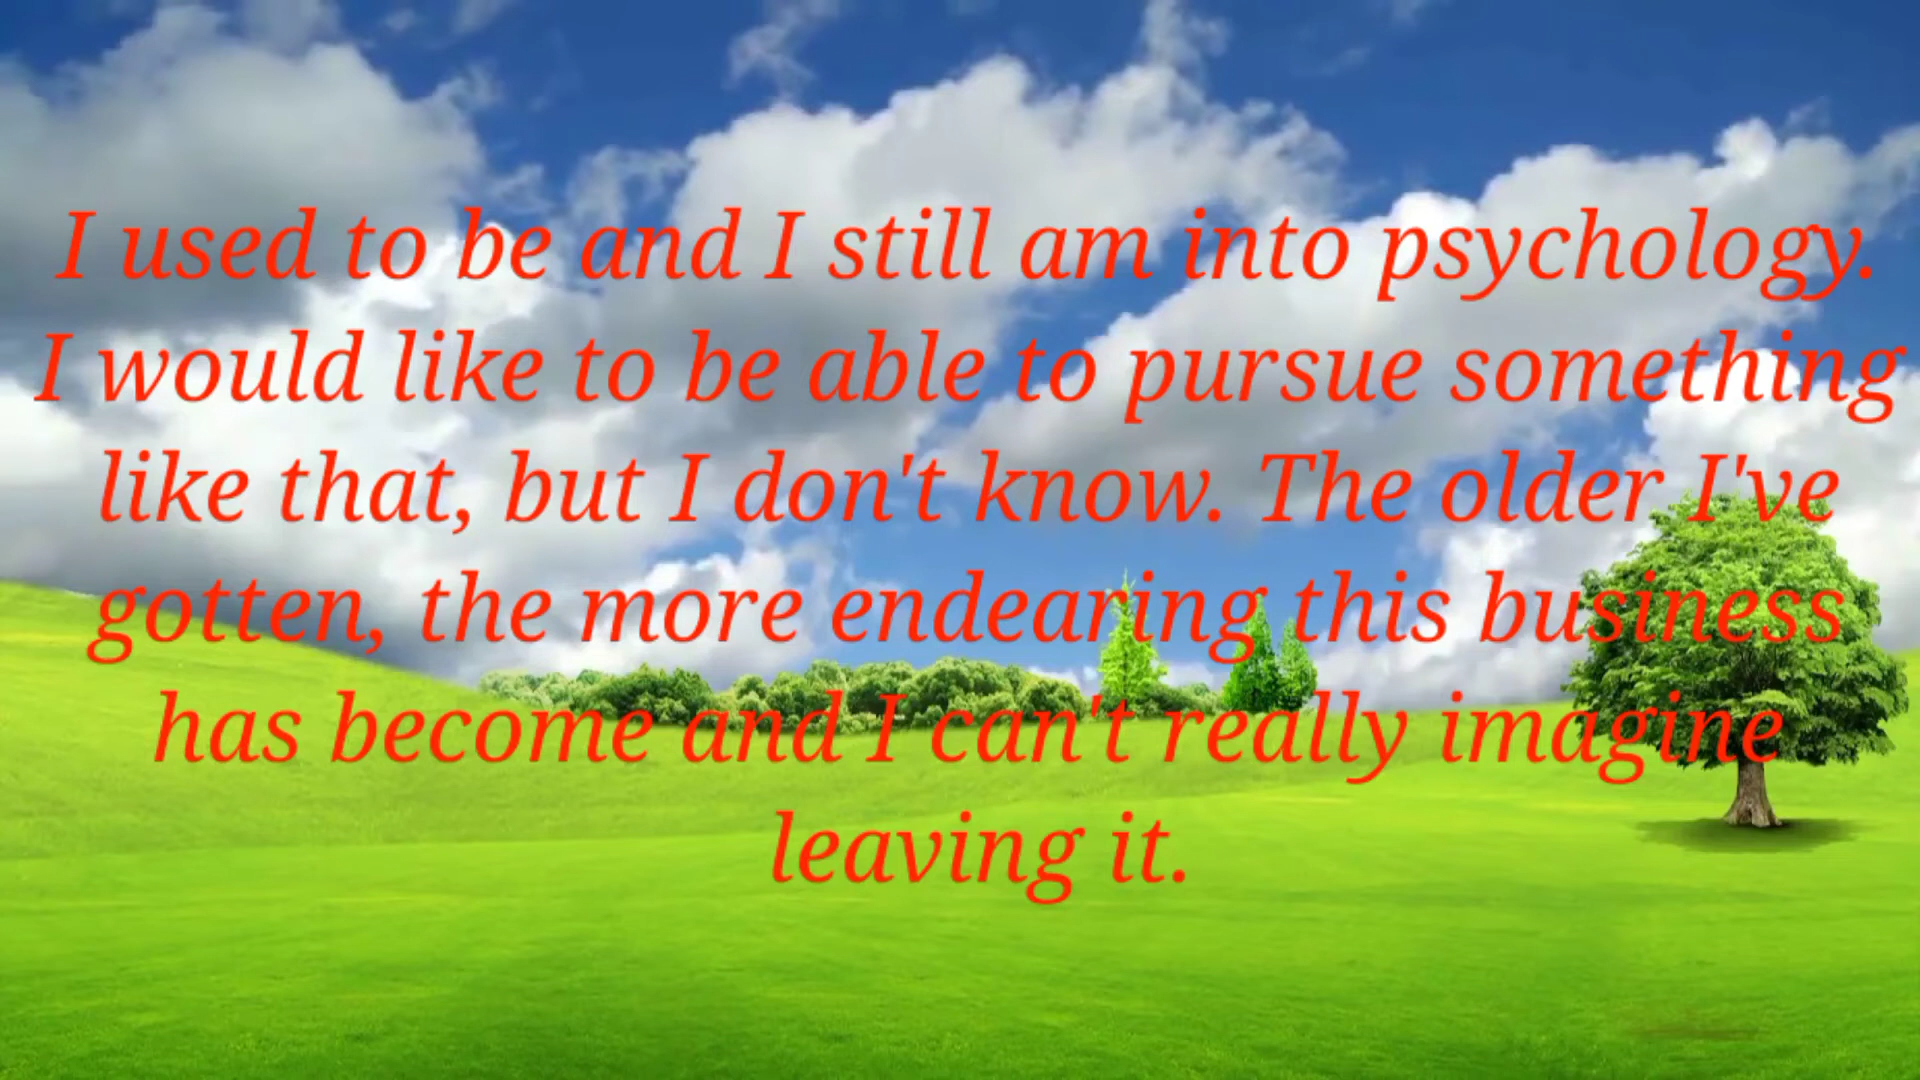 I used to be and I still am into psychology.
I would like to be able to pursue something
like that, but I don't know. The older I've
gotten, the more endearing this business
has become and I can't really imagine
leaving it.